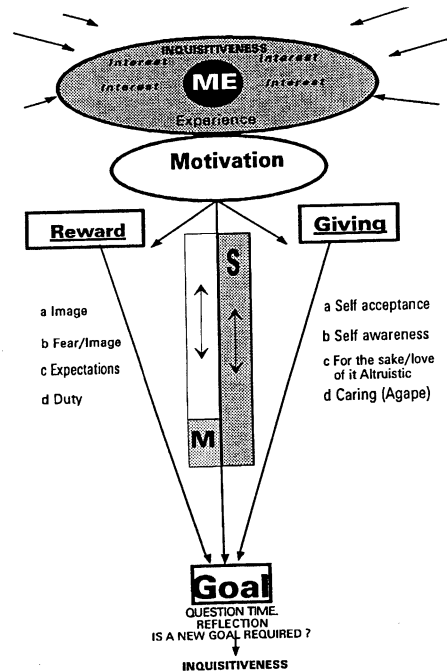 INQUISITIVENESS
Interest Interest
Interest ME Interest
Experience
Motivation
Reward
Giving
S
a Image
b Fear/Image
c Expectations
d Duty
a Self acceptance
b Self awareness
c For the sake/love
of it Altruistic
d Caring (Agape)
M
Goal
QUESTION TIME.
REFLECTION
IS A NEW GOAL REQUIRED ?
INQUISITIVENESS